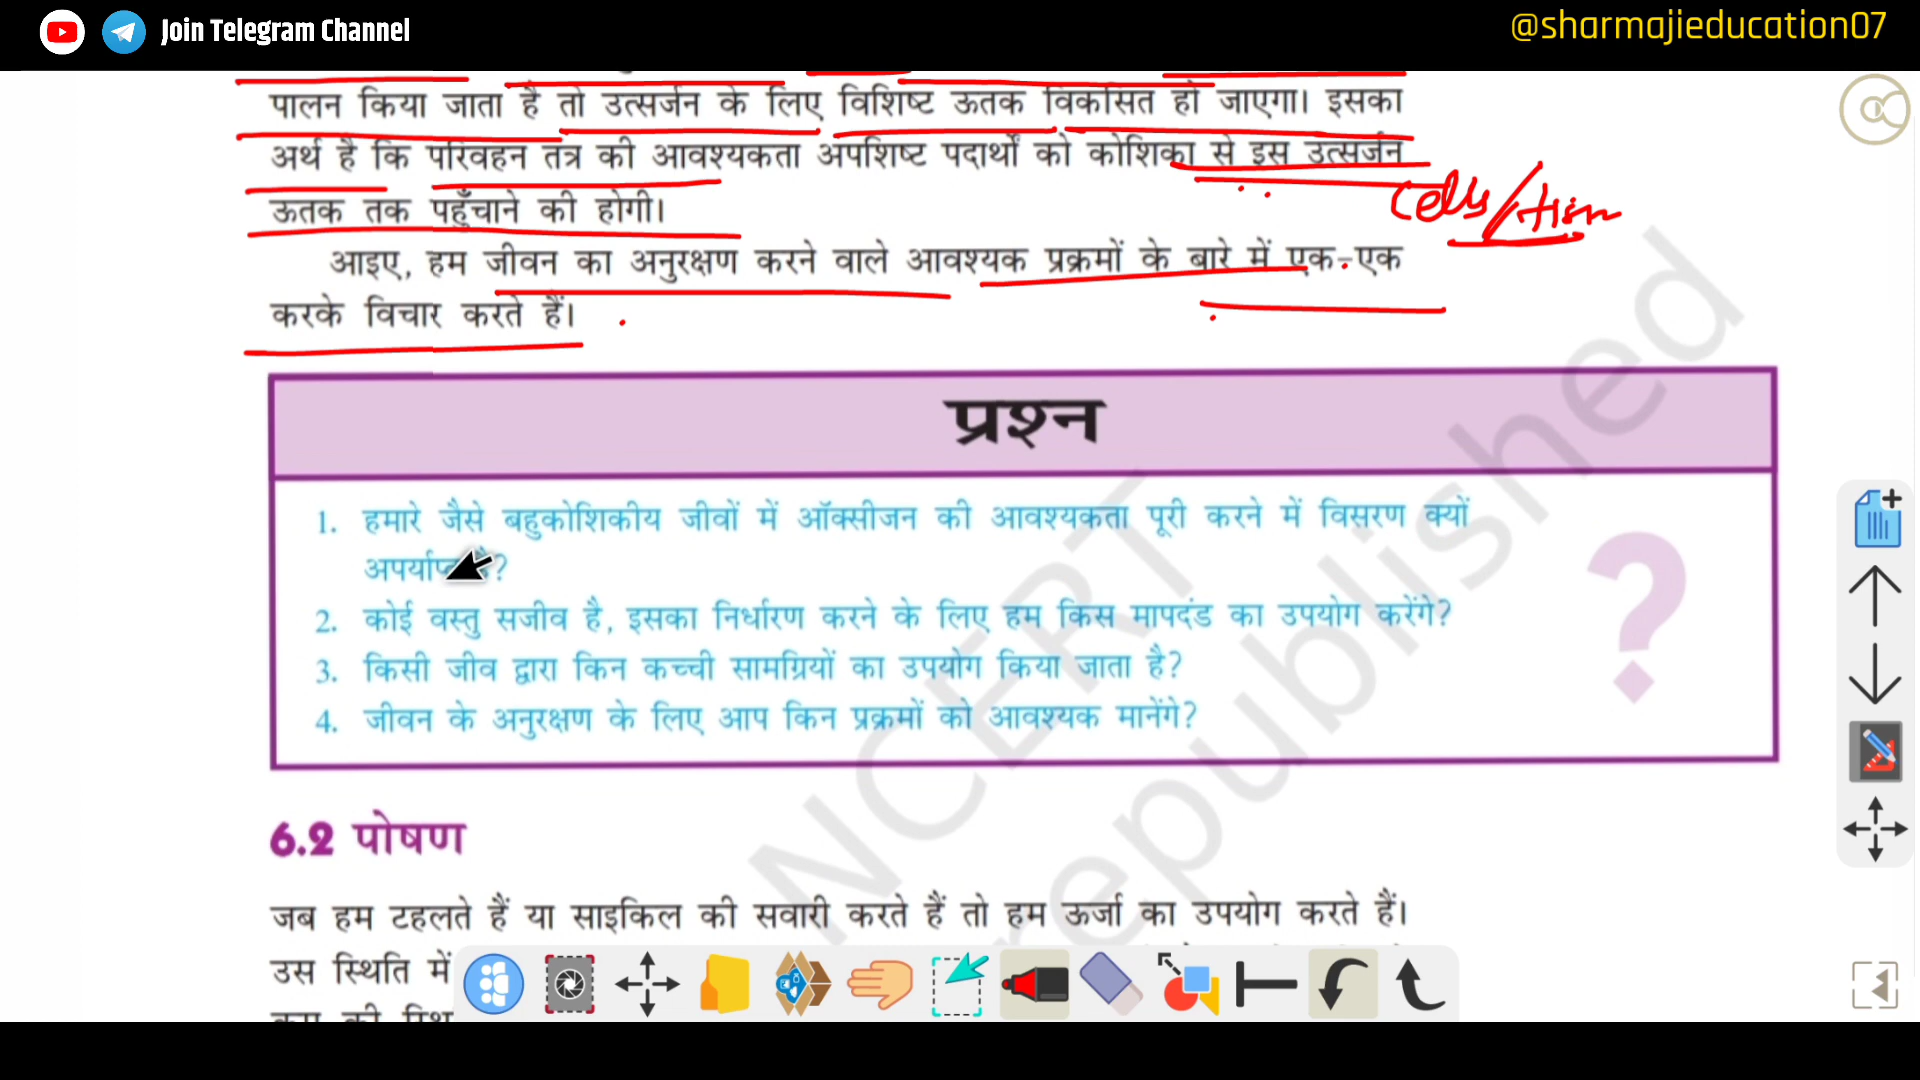 Join Telegram Channel
@sharmajieducation07
पालन किया जाता है तो उत्सर्जन के लिए विशिष्ट ऊतक विकसित हो जाएगा। इसका
अर्थ है कि परिवहन तंत्र की आवश्यकता अपशिष्ट पदार्थों को कोशिका से इस उत्सर्जन
ऊतक तक पहुँचाने की होगी।
cells/
आइए, हम जीवन का अनुरक्षण करने वाले आवश्यक प्रक्रमों के बारे में एक-एक
करके विचार करते हैं।
प्रश्न
1. हमारे जैसे बहुकोशिकीय जीवों में ऑक्सीजन की आवश्यकता पूरी करने में विसरण क्यों
?
2. कोई वस्तु सजीव है, इसका निर्धारण करने के लिए हम किस मापदंड का उपयोग करेंगे?
3. किसी जीव द्वारा किन कच्ची सामग्रियों का उपयोग किया जाता है?
4. जीवन के अनुरक्षण के लिए आप किन प्रक्रमों को आवश्यक मानेंगे?
?
NCERT
republished
6.2 पोषण
जब हम टहलते हैं या साइकिल की सवारी करते हैं तो हम ऊर्जा का उपयोग करते हैं।
उस स्थिति में